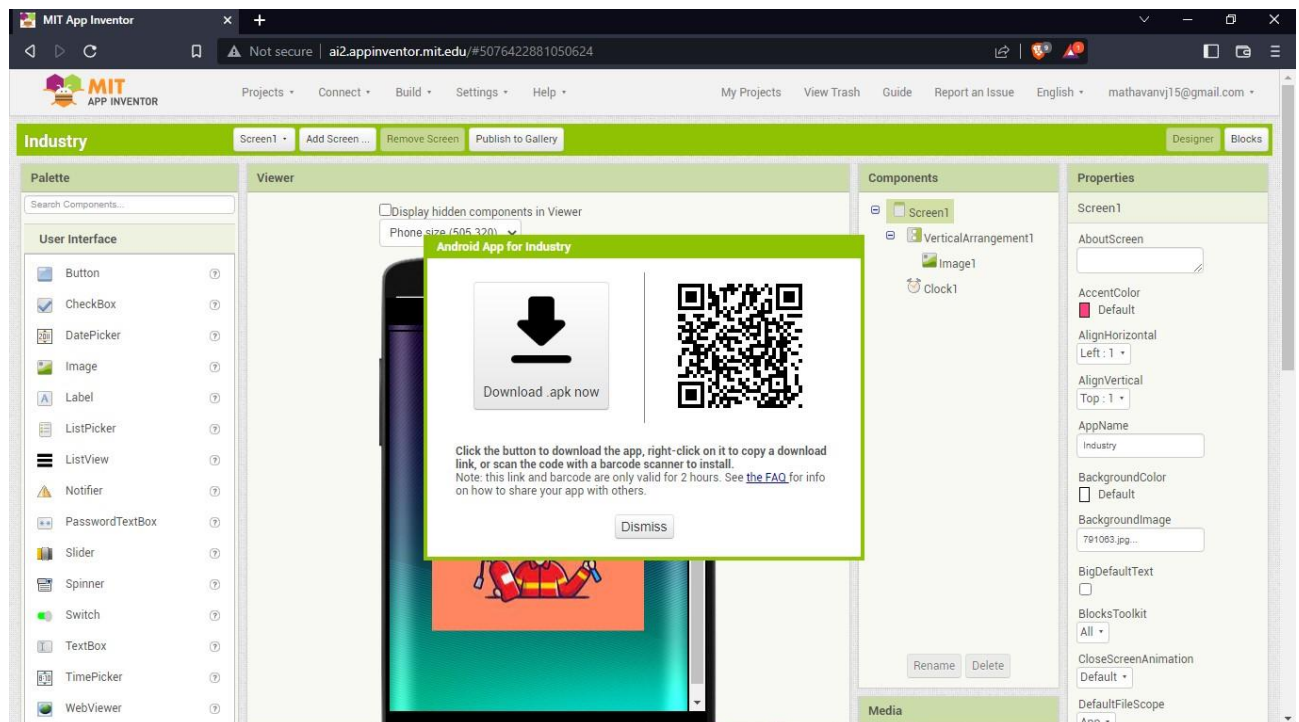 MIT App Inventor
Not secure | ai2.appinventor.mit.edu/#5076422881050624
MIT
APP INVENTOR
Projects Connect Build Settings Help My Projects View Trash Guide Report an Issue English mathavanvj15@gmail.com
Industry Screen1 Add Screen ... Remove Screen Publish to Gallery Designer Blocks
Palette
Search Components...
User Interface
Button
CheckBox
DatePicker
Image
Label
ListPicker
ListView
Notifier
PasswordTextBox
Slider
Spinner
Switch
TextBox
TimePicker
WebViewer
Viewer
Display hidden components in Viewer
Phone size (505,320)
Android App for Industry
Download .apk now
Click the button to download the app, right-click on it to copy a download
link, or scan the code with a barcode scanner to install.
Note: this link and barcode are only valid for 2 hours. See the FAQ for info
on how to share your app with others.
Dismiss
Components
Screen1
VerticalArrangement1
Image1
Clock1
Rename Delete
Media
Properties
Screen1
AboutScreen
AccentColor
Default
AlignHorizontal
Left : 1
AlignVertical
Top : 1
AppName
Industry
BackgroundColor
Default
BackgroundImage
791063.jpg...
BigDefaultText
BlocksToolkit
All
CloseScreenAnimation
Default
DefaultFileScope
App